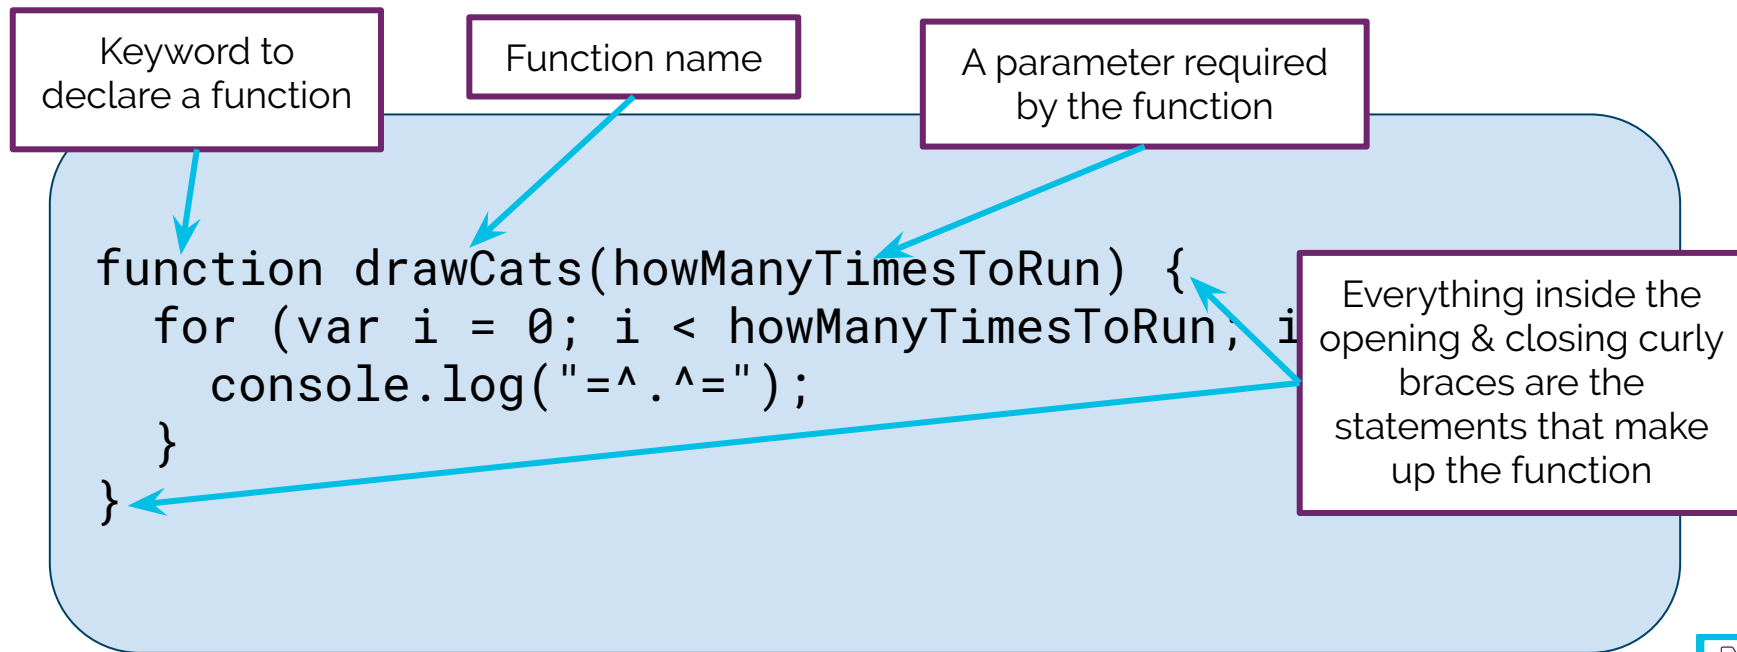 Keyword to
declare a function
Function name
A parameter required
by the function
function drawCats(howManyTimesToRun) {
for (var i = 0; i < howManyTimesToRun; i
console.log("=^.^=");
}
}
Everything inside the
opening & closing curly
braces are the
statements that make
up the function